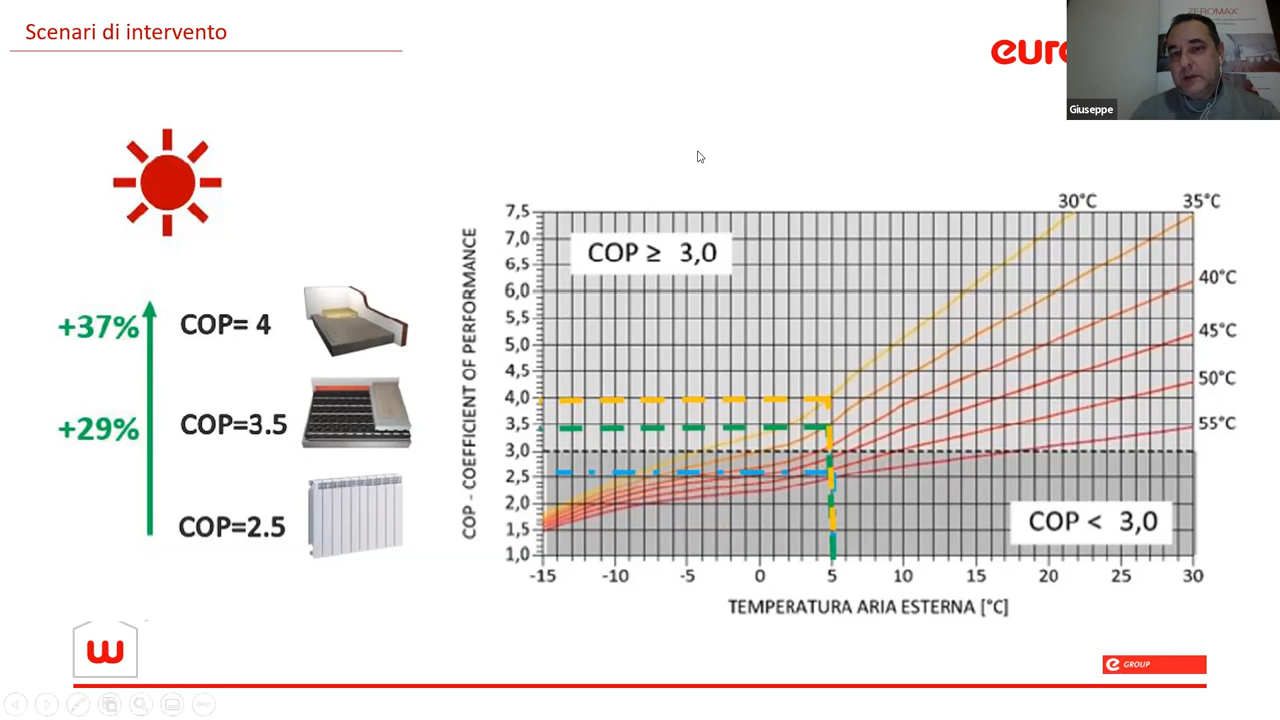 Scenari di intervento
ZEROMAX
Giuseppe
+37%
COP= 4
+29%
COP=3.5
COP=2.5
COP - COEFFICIENT OF PERFORMANCE
30°C
35°C
7,5
7,0
6,5
6,0
5,5
5,0
4,5
4,0
3,5
3,0
2,5
2,0
1,5
1,0
COP ≥ 3,0
40°C
45°C
50°C
55°C
COP < 3,0
-15
-10
-5
0
5
10
15
20
25
30
TEMPERATURA ARIA ESTERNA [°C]
w
e GROUP